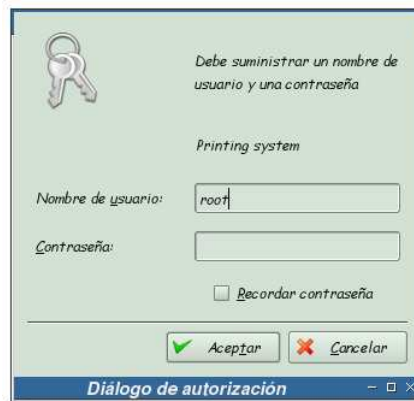 Debe suministrar un nombre de
usuario y una contraseña
Printing system
Nombre de usuario:
root
Contraseña:
Recordar contraseña
Aceptar
Cancelar
Diálogo de autorización